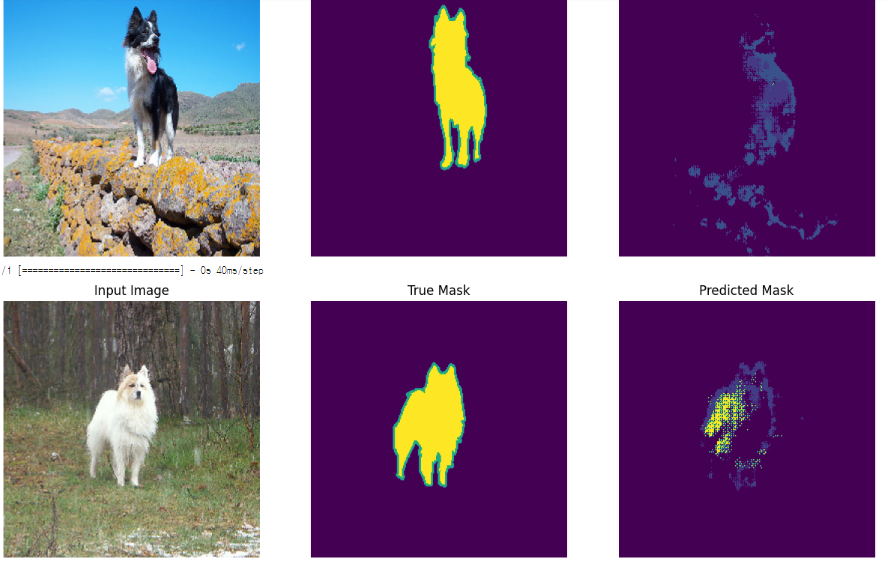 /1 [==============================] - 0s 40ms/step
Input Image
True Mask
Predicted Mask